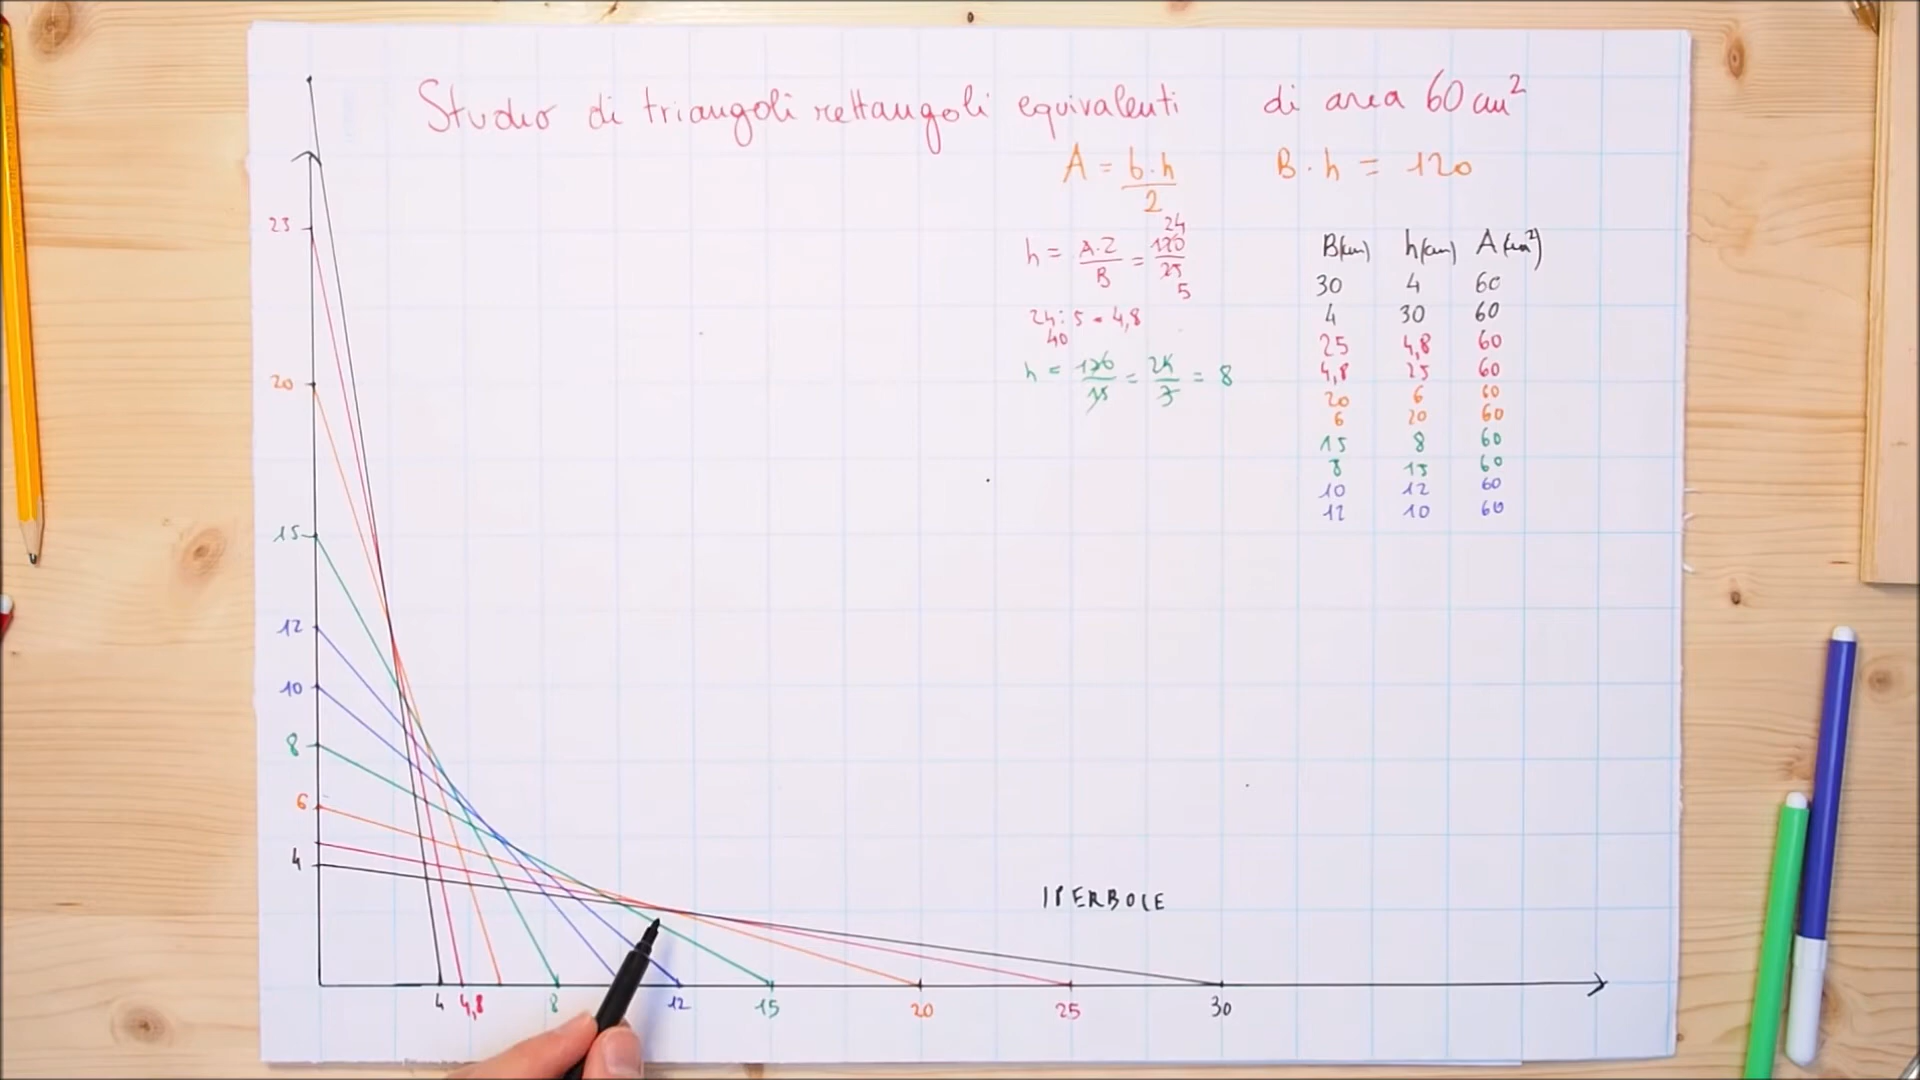 Studio di triangoli rettangoli equivalenti di area 60 cm²
A = b·h / 2
B·h = 120
h = A·2 / B = 120 / 25
24
5
24:5 = 4,8
40
h = 120 / 15 = 24 / 3 = 8
B(cm) h(cm) A(cm²)
30 4 60
4 30 60
25 4,8 60
4,8 25 60
20 6 60
6 20 60
15 8 60
8 15 60
10 12 60
12 10 60
25
20
15
12
10
8
6
4
IPERBOLE
4 4,8 8 12 15 20 25 30